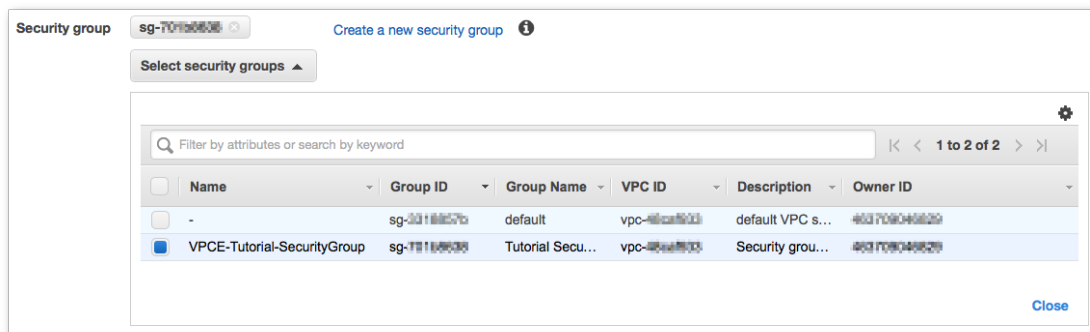 Security group sg- Create a new security group
Select security groups
Filter by attributes or search by keyword 1 to 2 of 2
Name Group ID Group Name VPC ID Description Owner ID
- sg- default vpc- default VPC s...
VPCE-Tutorial-SecurityGroup sg- Tutorial Secu... vpc- Security grou...
Close